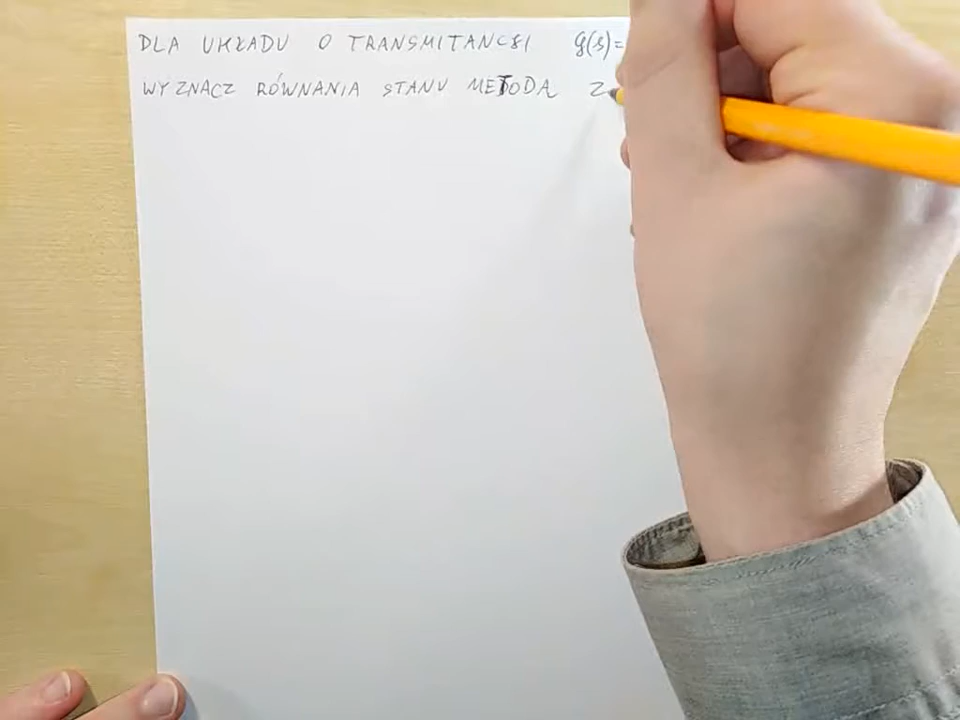 DLA UKŁADU O TRANSMITANCJI G(s)=
WYZNACZ RÓWNANIA STANU METODĄ Z